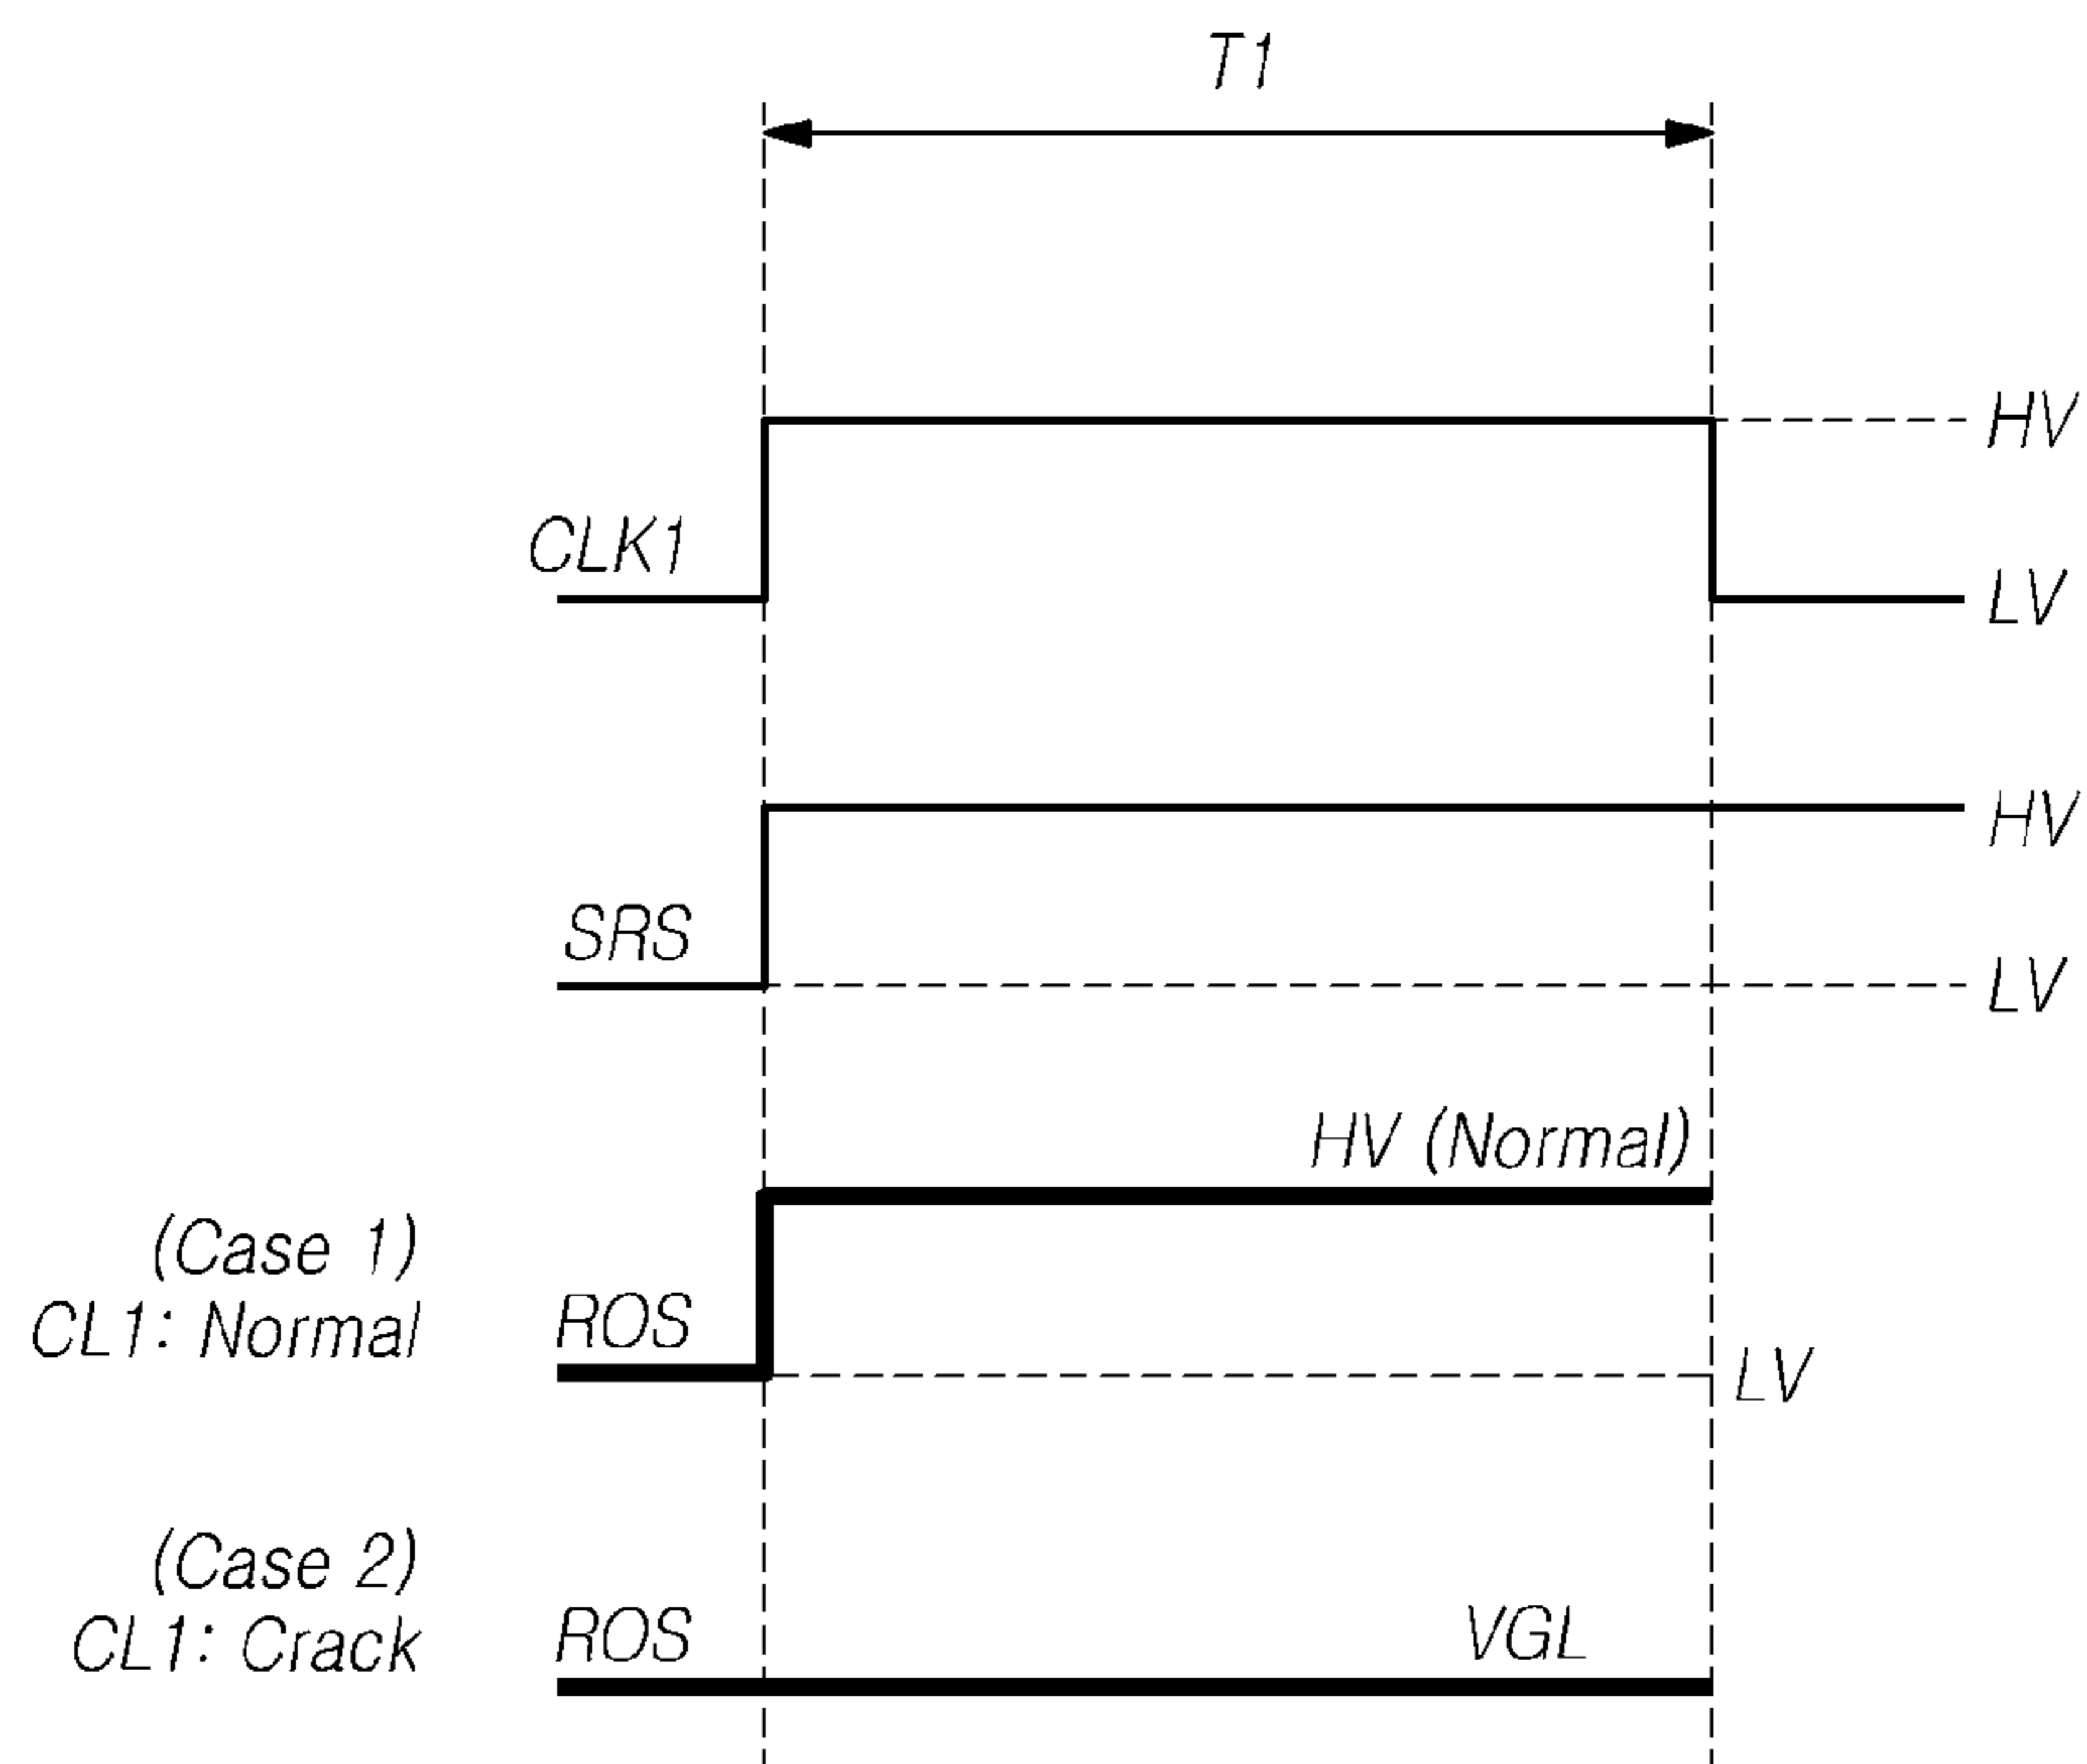 T1
HV
CLK1
LV
HV
SRS
LV
HV (Normal)
(Case 1)
CL1: Normal
ROS
LV
(Case 2)
CL1: Crack
ROS
VGL